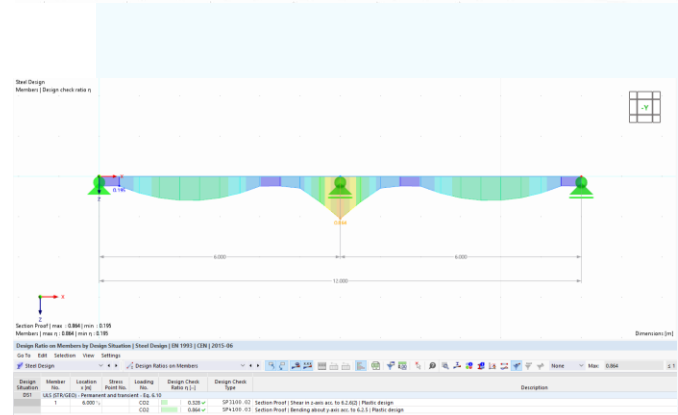 Steel Design
Members | Design check ratio η
-Y
X
Z
0.195
0.864
6.000
6.000
12.000
X
Z
Section Proof | max : 0.864 | min : 0.195
Members | max η : 0.864 | min η : 0.195
Dimensions [m]
Design Ratio on Members by Design Situation | Steel Design | EN 1993 | CEN | 2015-06
Go To Edit Selection View Settings
Steel Design Design Ratios on Members None Max: 0.864 ≤ 1
Design Situation Member No. Location x [m] Stress Point No. Loading No. Design Check Ratio η [--] Design Check Type Description
DS1 ULS (STR/GEO) - Permanent and transient - Eq. 6.10
1 6.000 CO2 0.320 SP3100.02 Section Proof | Shear in z-axis acc. to 6.2.6(2) | Plastic design
CO2 0.864 SP4100.03 Section Proof | Bending about y-axis acc. to 6.2.5 | Plastic design